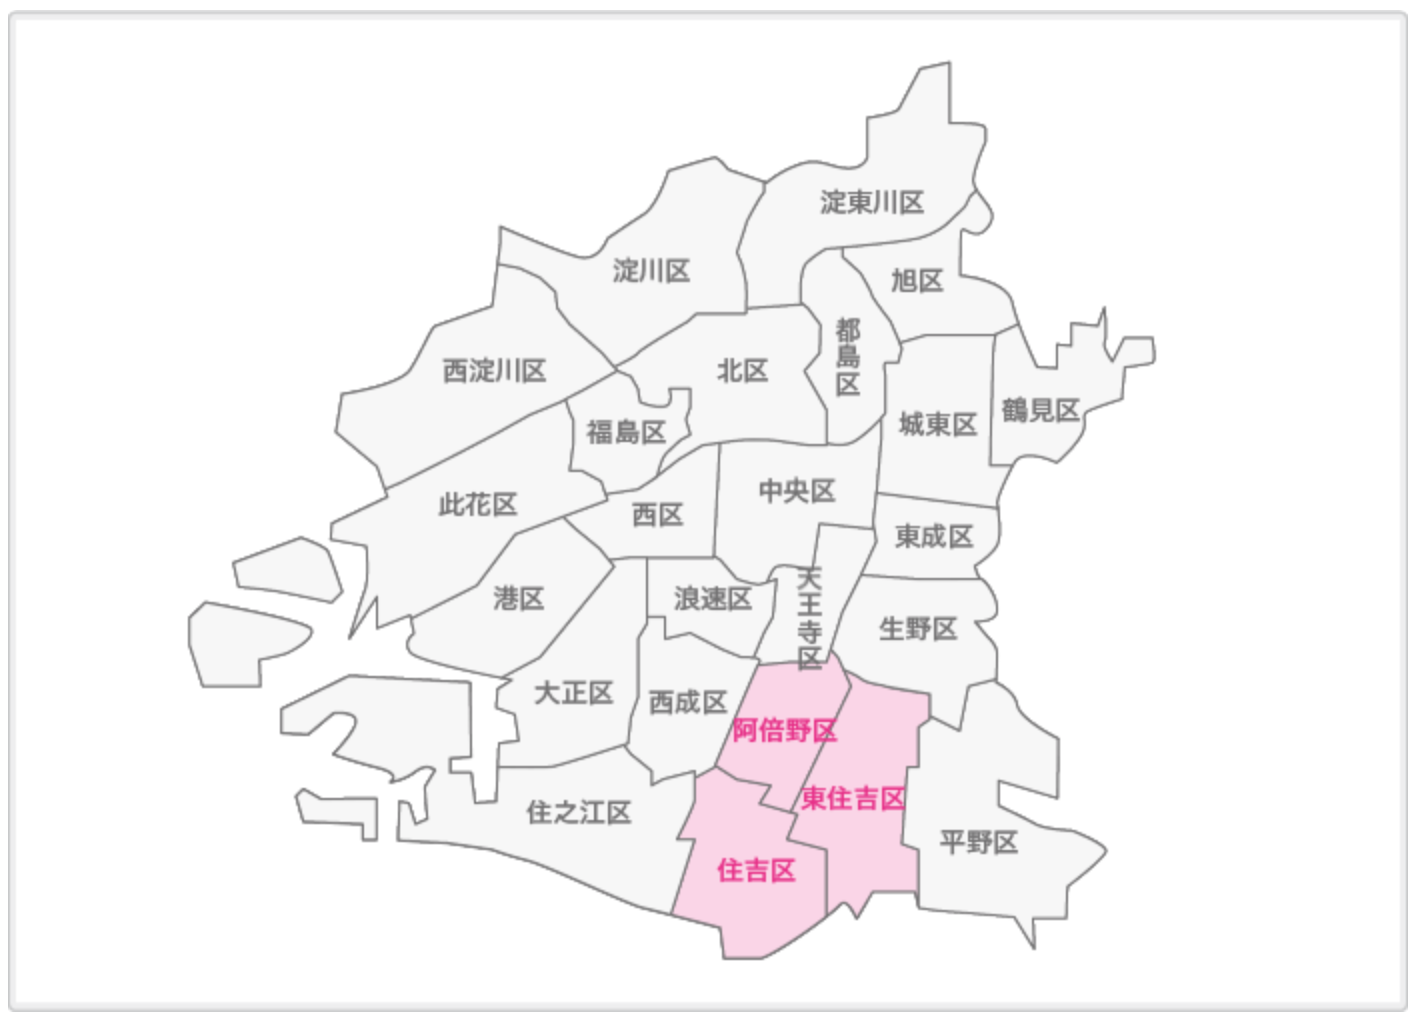 淀東川区
淀川区
旭区
都島区
西淀川区
北区
鶴見区
城東区
福島区
中央区
此花区
西区
東成区
天王寺区
港区
浪速区
生野区
大正区
西成区
阿倍野区
東住吉区
住之江区
平野区
住吉区